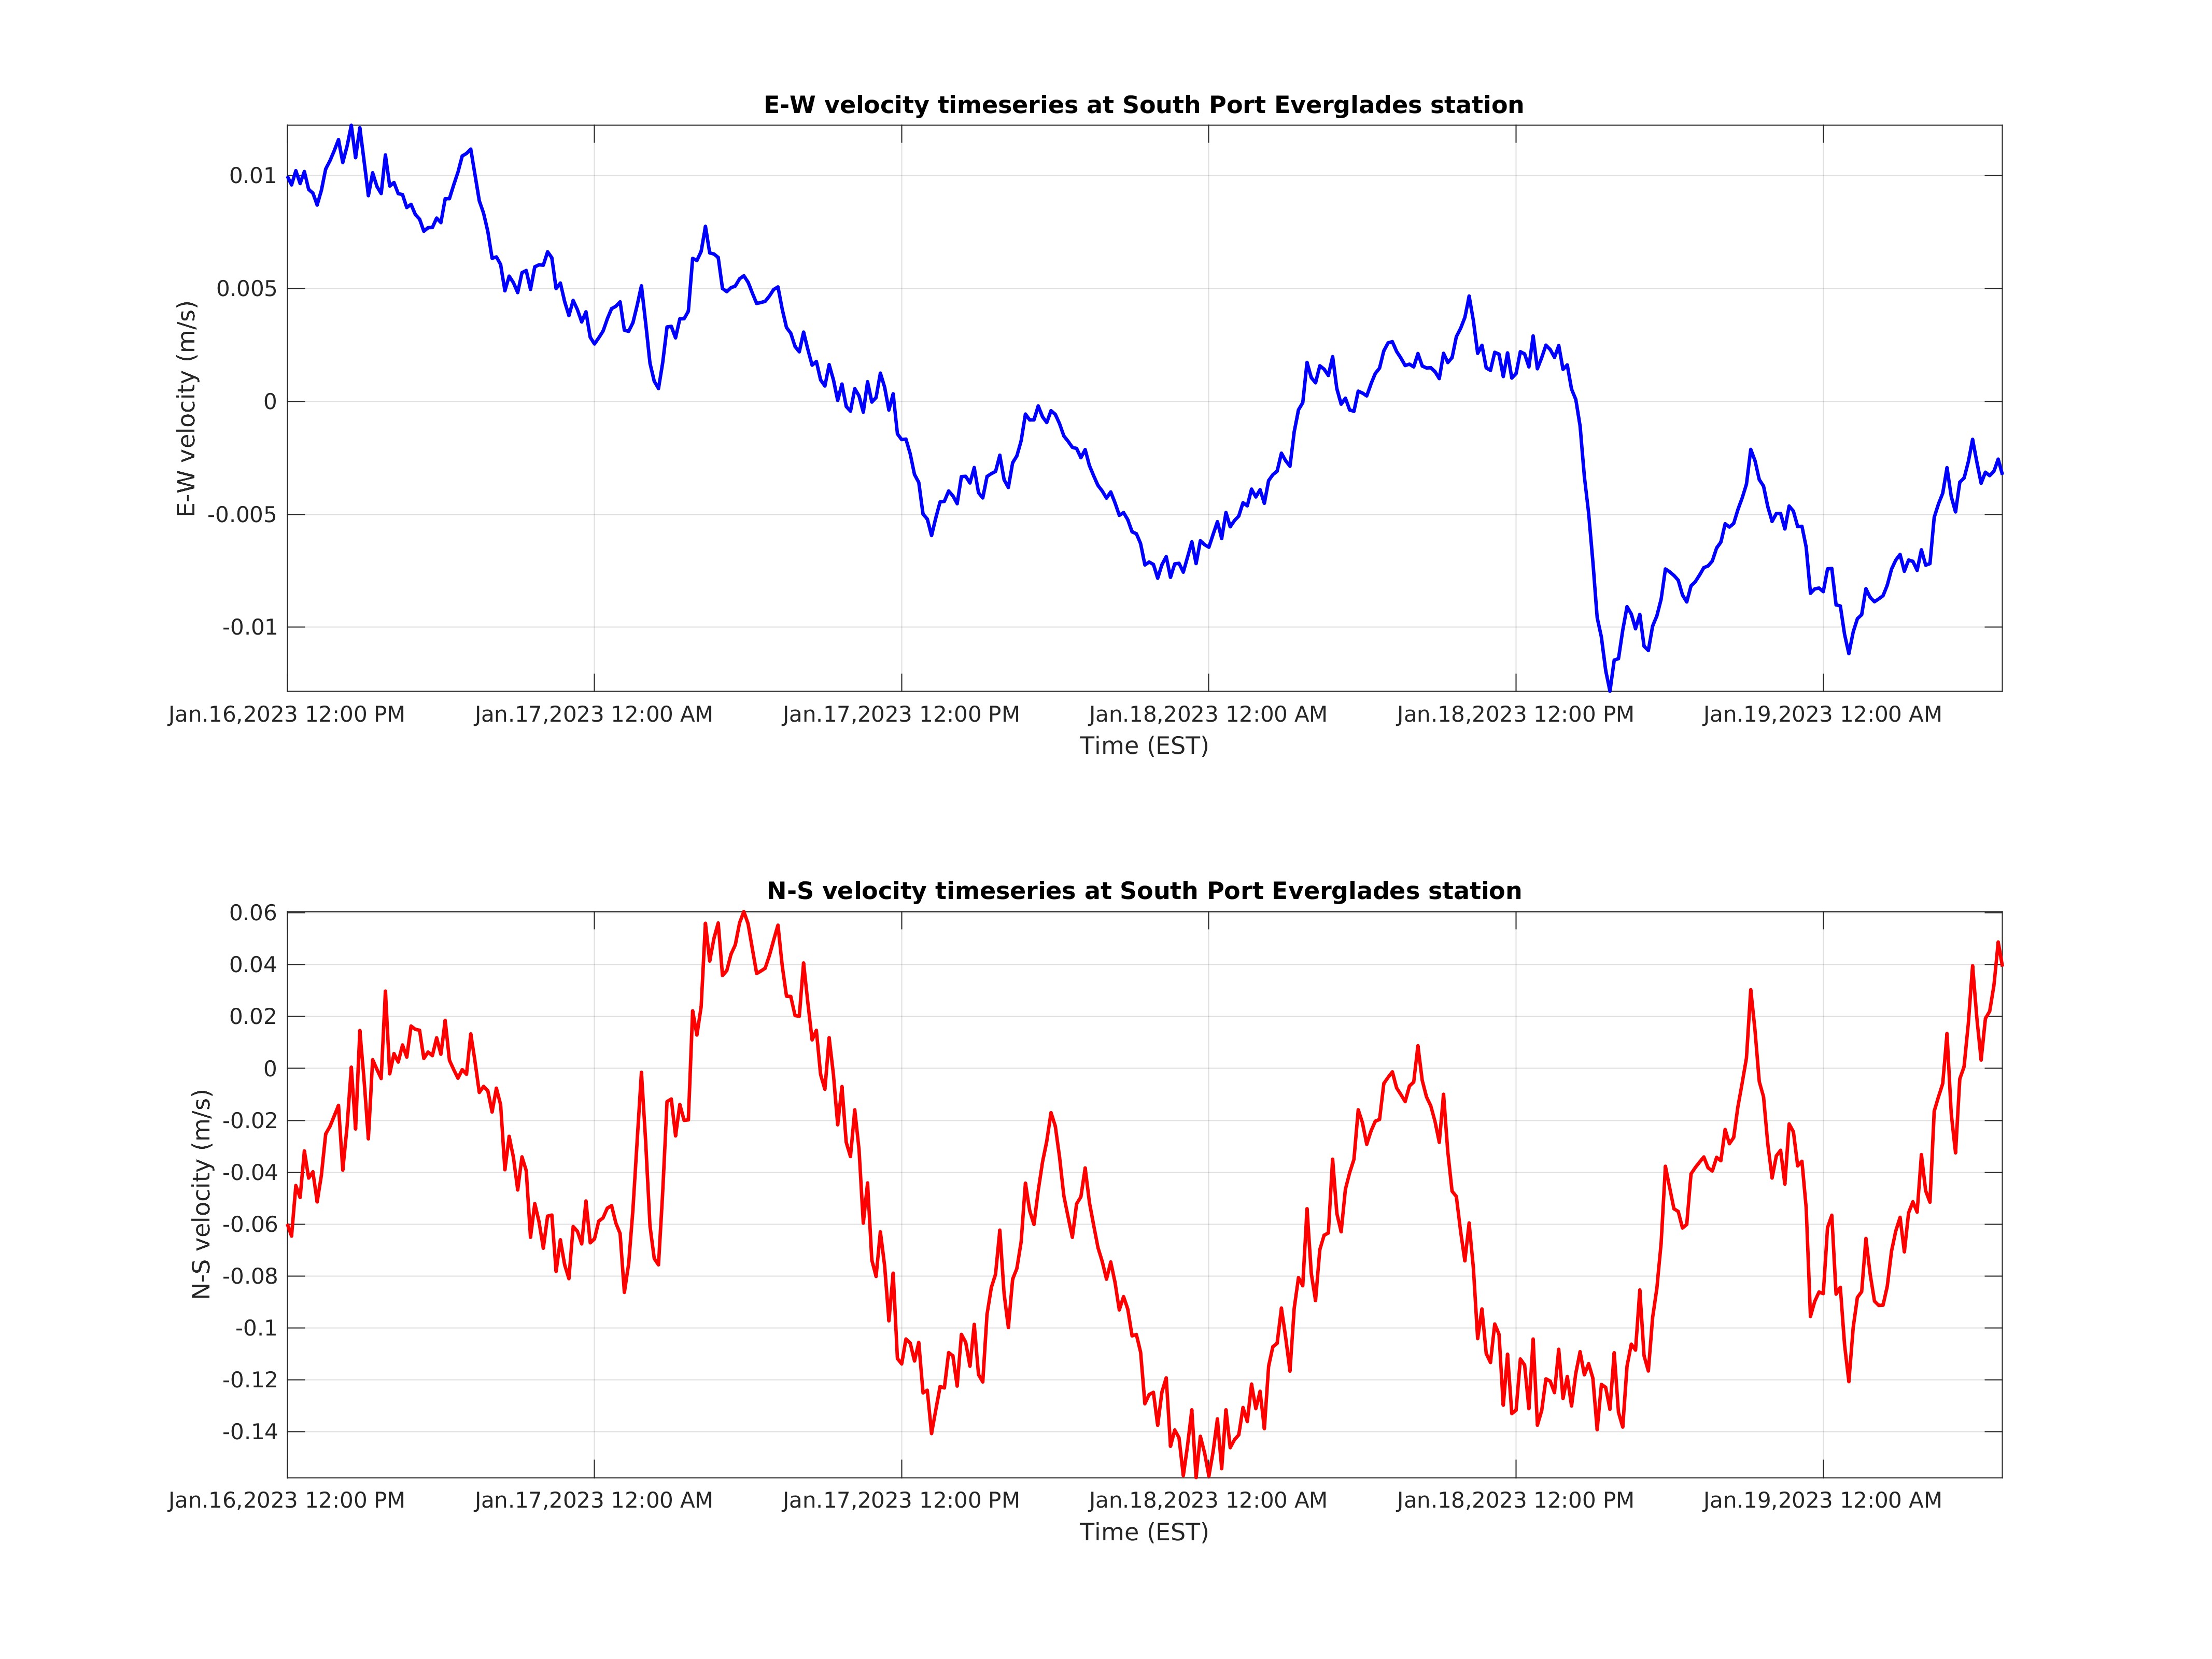 E-W velocity timeseries at South Port Everglades station
0.01
0.005
0
-0.005
-0.01
E-W velocity (m/s)
Jan.16,2023 12:00 PM Jan.17,2023 12:00 AM Jan.17,2023 12:00 PM Jan.18,2023 12:00 AM Jan.18,2023 12:00 PM Jan.19,2023 12:00 AM
Time (EST)
N-S velocity timeseries at South Port Everglades station
0.06
0.04
0.02
0
-0.02
-0.04
-0.06
-0.08
-0.1
-0.12
-0.14
N-S velocity (m/s)
Jan.16,2023 12:00 PM Jan.17,2023 12:00 AM Jan.17,2023 12:00 PM Jan.18,2023 12:00 AM Jan.18,2023 12:00 PM Jan.19,2023 12:00 AM
Time (EST)